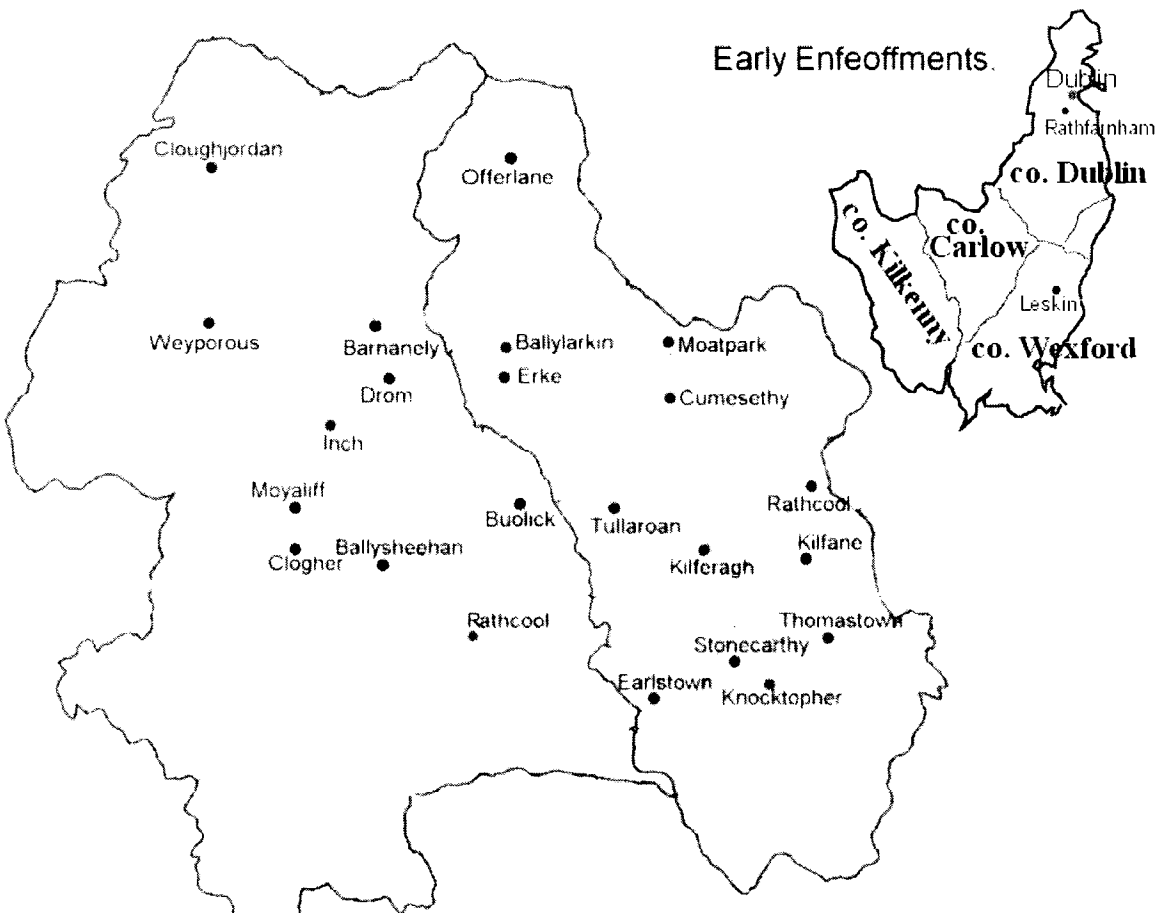 Early Enfeoffments.
Dublin
Rathfarnham
co. Dublin
co.
Carlow
co. Kilkenny
Leskin
co. Wexford
Cloughjordan
Offerlane
Weyporous
Barnanely
Ballylarkin
Moatpark
Erke
Drom
Cumesethy
Inch
Moyaliff
Buolick
Tullaroan
Rathcool
Clogher
Ballysheehan
Kilferagh
Kilfane
Rathcool
Thomastown
Stonecarthy
Earlstown
Knocktopher